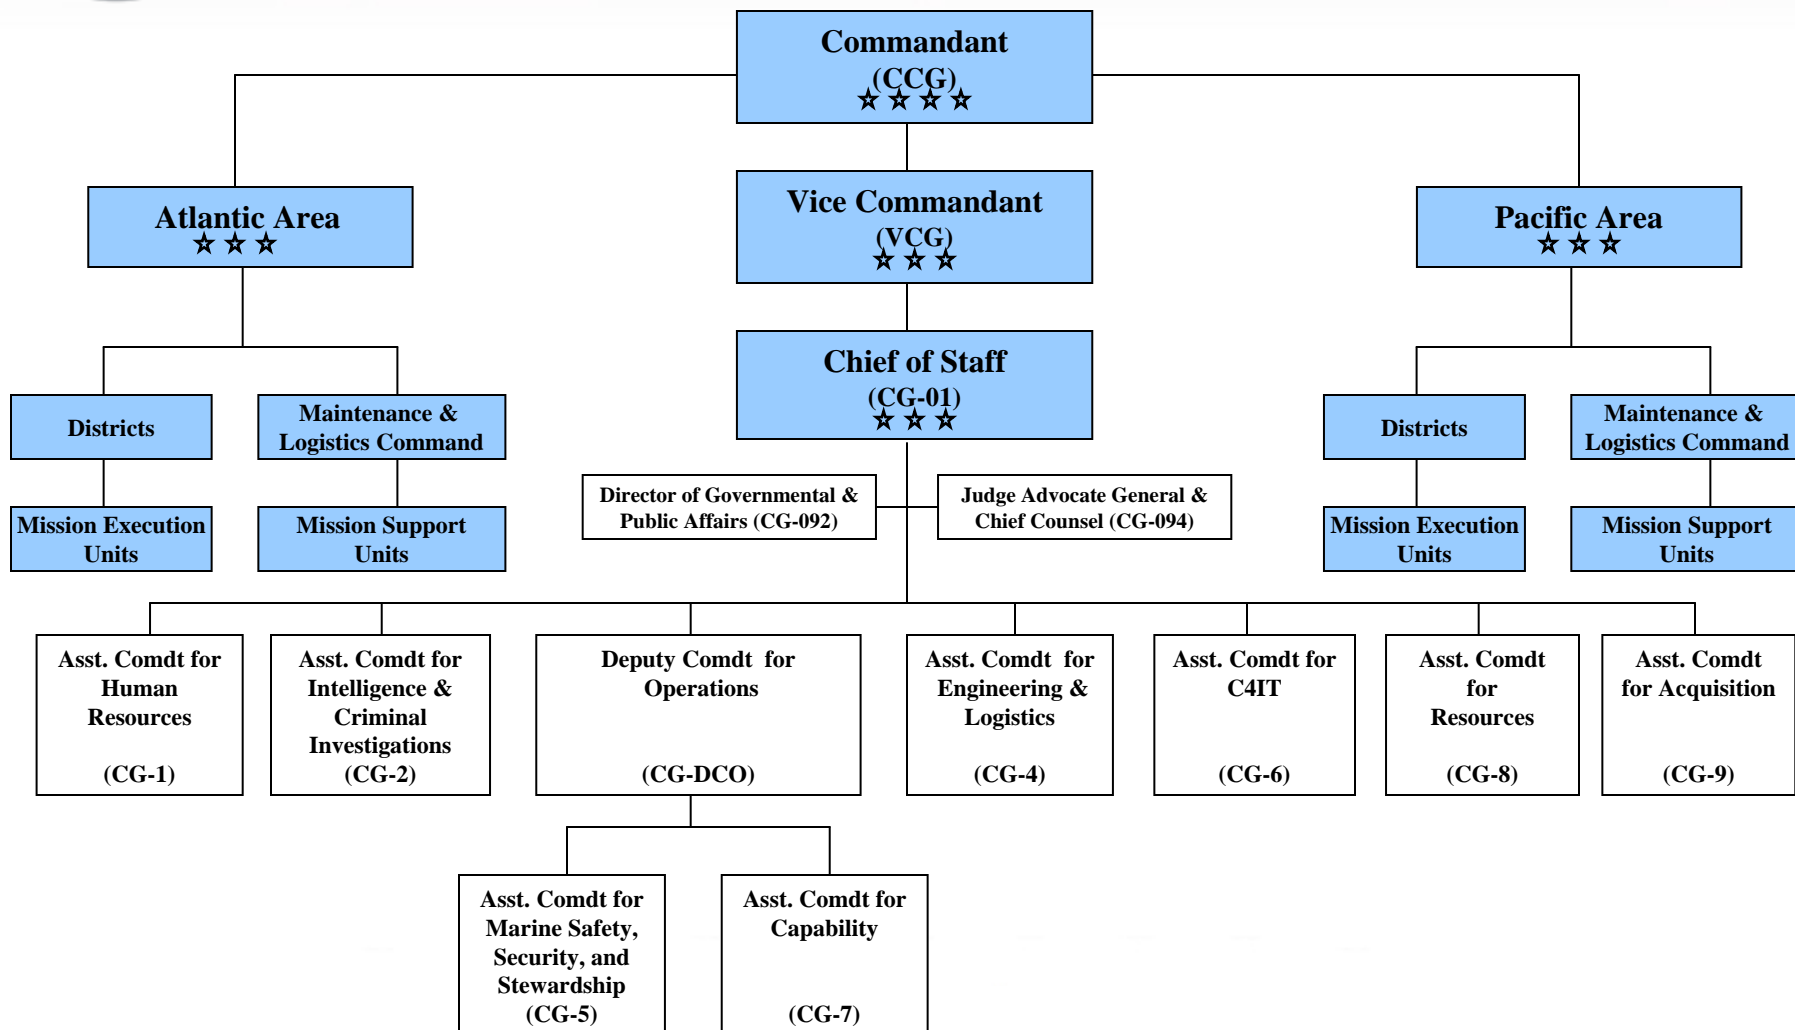 Commandant
(CCG)
Atlantic Area
Vice Commandant
(VCG)
Pacific Area
Chief of Staff
(CG-01)
Districts
Maintenance &
Logistics Command
Districts
Maintenance &
Logistics Command
Mission Execution
Units
Mission Support
Units
Director of Governmental &
Public Affairs (CG-092)
Judge Advocate General &
Chief Counsel (CG-094)
Mission Execution
Units
Mission Support
Units
Asst. Comdt for
Human
Resources
(CG-1)
Asst. Comdt for
Intelligence &
Criminal
Investigations
(CG-2)
Deputy Comdt for
Operations
(CG-DCO)
Asst. Comdt for
Engineering &
Logistics
(CG-4)
Asst. Comdt for
C4IT
(CG-6)
Asst. Comdt
for
Resources
(CG-8)
Asst. Comdt
for Acquisition
(CG-9)
Asst. Comdt for
Marine Safety,
Security, and
Stewardship
(CG-5)
Asst. Comdt for
Capability
(CG-7)